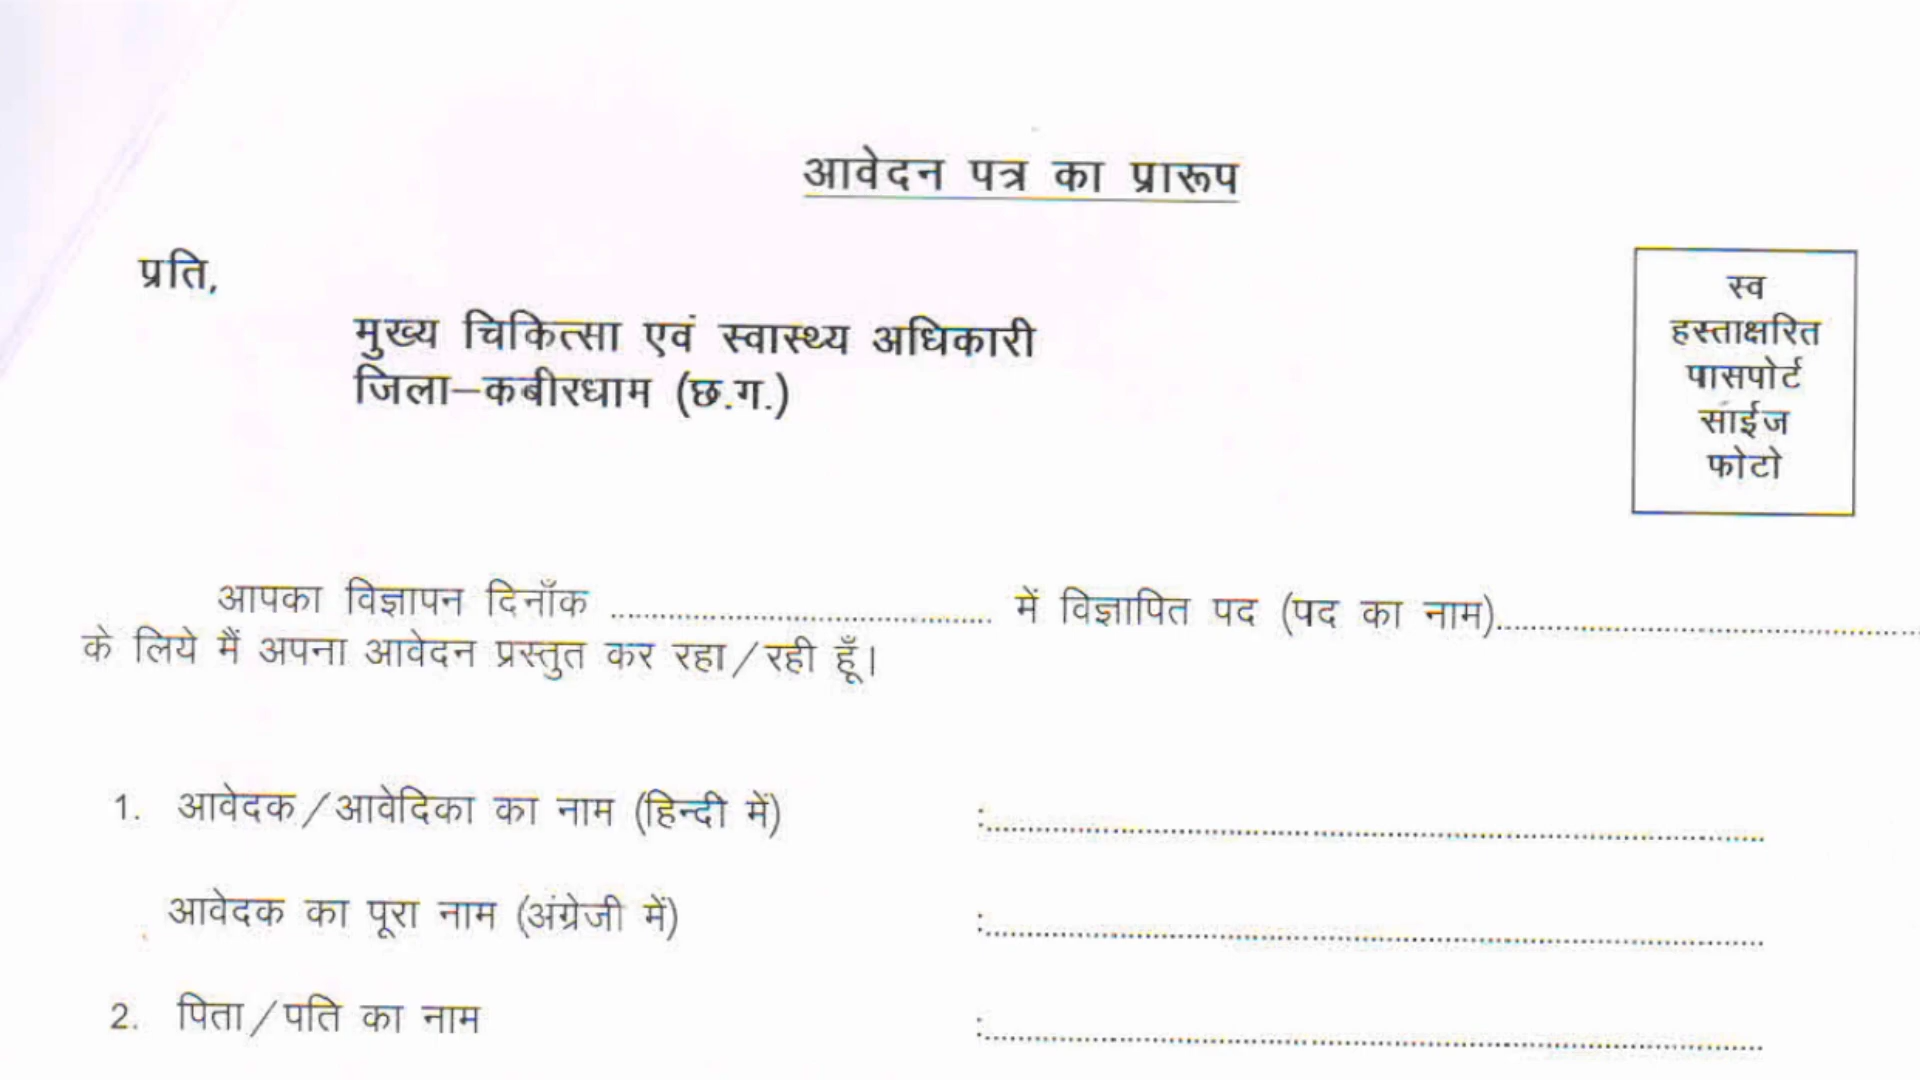 आवेदन पत्र का प्रारूप
प्रति,
मुख्य चिकित्सा एवं स्वास्थ्य अधिकारी
जिला–कबीरधाम (छ.ग.)
स्व
हस्ताक्षरित
पासपोर्ट
साईज
फोटो
आपका विज्ञापन दिनाँक ........................................ में विज्ञापित पद (पद का नाम)........................................
के लिये मैं अपना आवेदन प्रस्तुत कर रहा/रही हूँ।
1. आवेदक/आवेदिका का नाम (हिन्दी में) :........................................
आवेदक का पूरा नाम (अंग्रेजी में) :........................................
2. पिता/पति का नाम :........................................